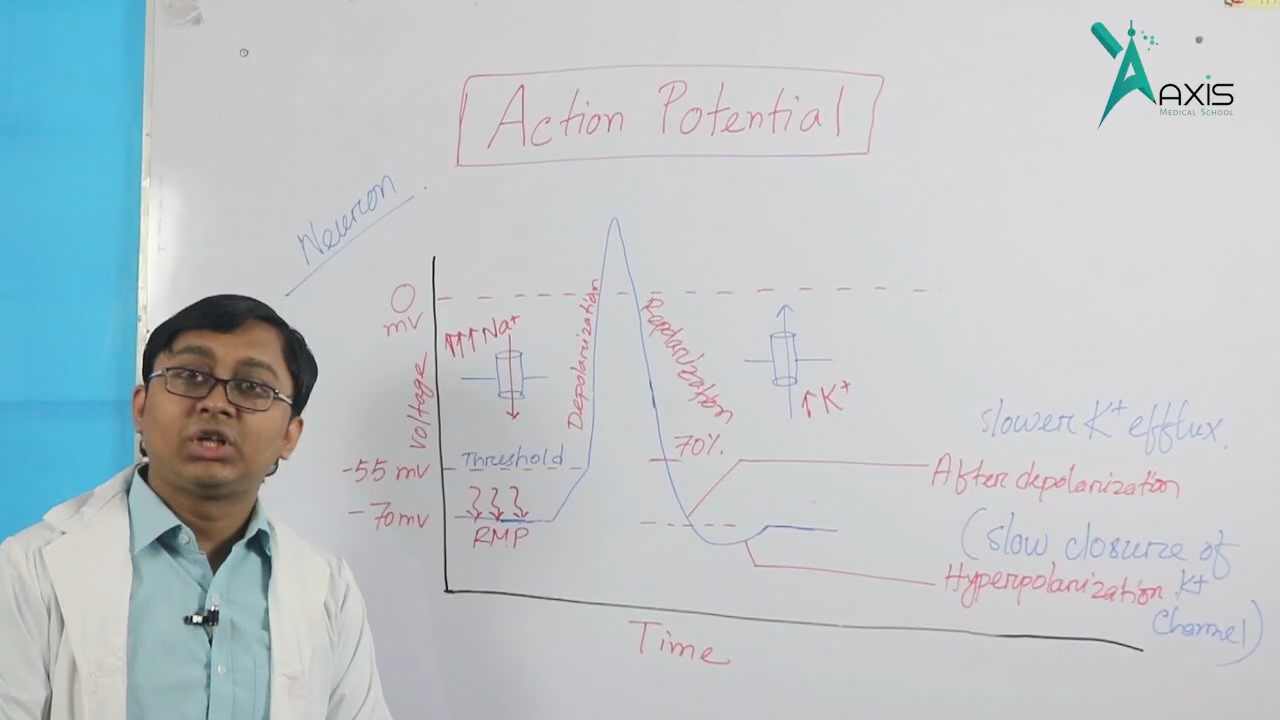 AXIS
MEDICAL SCHOOL
Action Potential
Neuron
0
mv
voltage
-55 mv
-70mv
↑↑↑ Na+
Threshold
RMP
Depolarization
Repolarization
70%
↑K+
slower K+ efflux.
After depolarization
(slow closure of
Hyperpolarization K+
channel)
Time